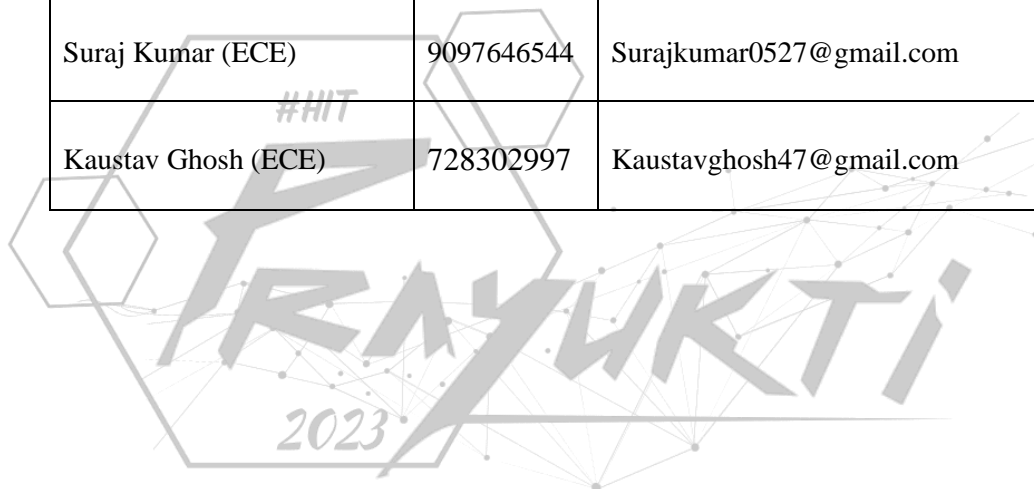 Suraj Kumar (ECE) 9097646544 Surajkumar0527@gmail.com
#HIT
Kaustav Ghosh (ECE) 728302997 Kaustavghosh47@gmail.com
PRAYUKTI
2023